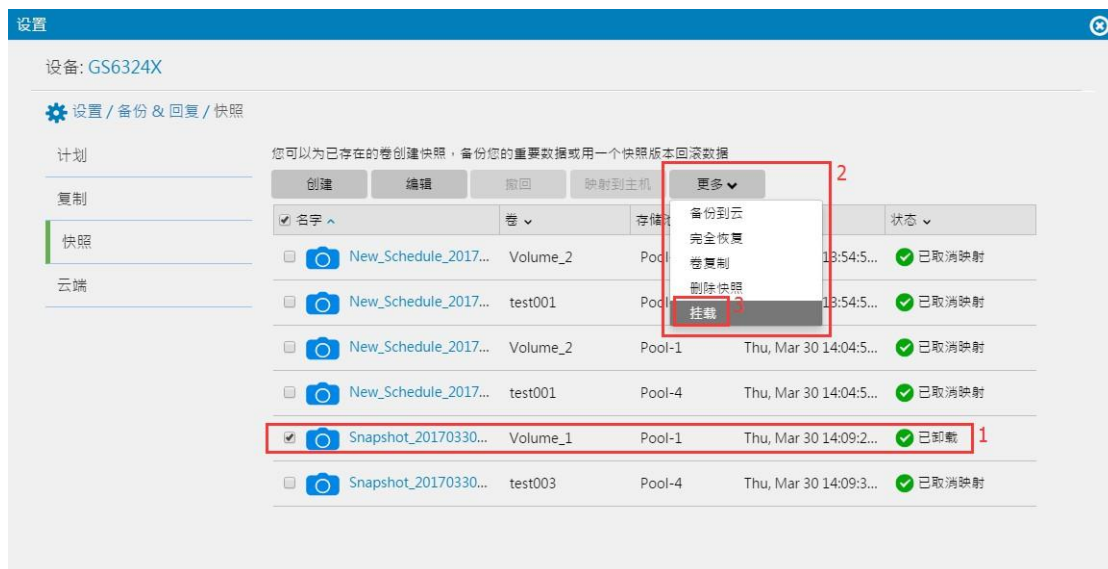 设置
设备: GS6324X
设置 / 备份 & 回复 / 快照
计划
复制
快照
云端
您可以为已存在的卷创建快照，备份您的重要数据或用一个快照版本回滚数据
创建 编辑 撤回 映射到主机 更多 2
备份到云
完全恢复
卷复制
删除快照
挂载 3
名字 卷 存储 状态
New_Schedule_2017... Volume_2 Pool 13:54:5... 已取消映射
New_Schedule_2017... test001 Pool 13:54:5... 已取消映射
New_Schedule_2017... Volume_2 Pool-1 Thu, Mar 30 14:04:5... 已取消映射
New_Schedule_2017... test001 Pool-4 Thu, Mar 30 14:04:5... 已取消映射
Snapshot_20170330... Volume_1 Pool-1 Thu, Mar 30 14:09:2... 已卸载 1
Snapshot_20170330... test003 Pool-4 Thu, Mar 30 14:09:3... 已取消映射